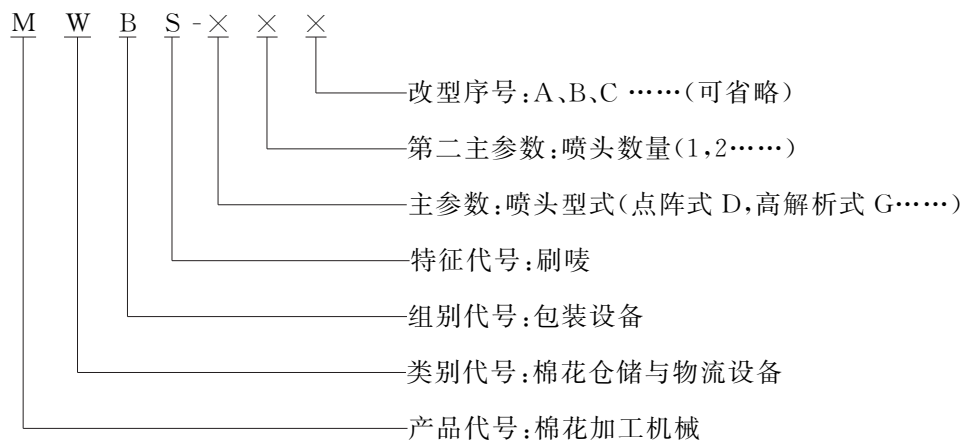 M W B S - × × ×
改型序号:A、B、C ……(可省略)
第二主参数:喷头数量(1,2……)
主参数:喷头型式(点阵式 D,高解析式 G……)
特征代号:刷唛
组别代号:包装设备
类别代号:棉花仓储与物流设备
产品代号:棉花加工机械